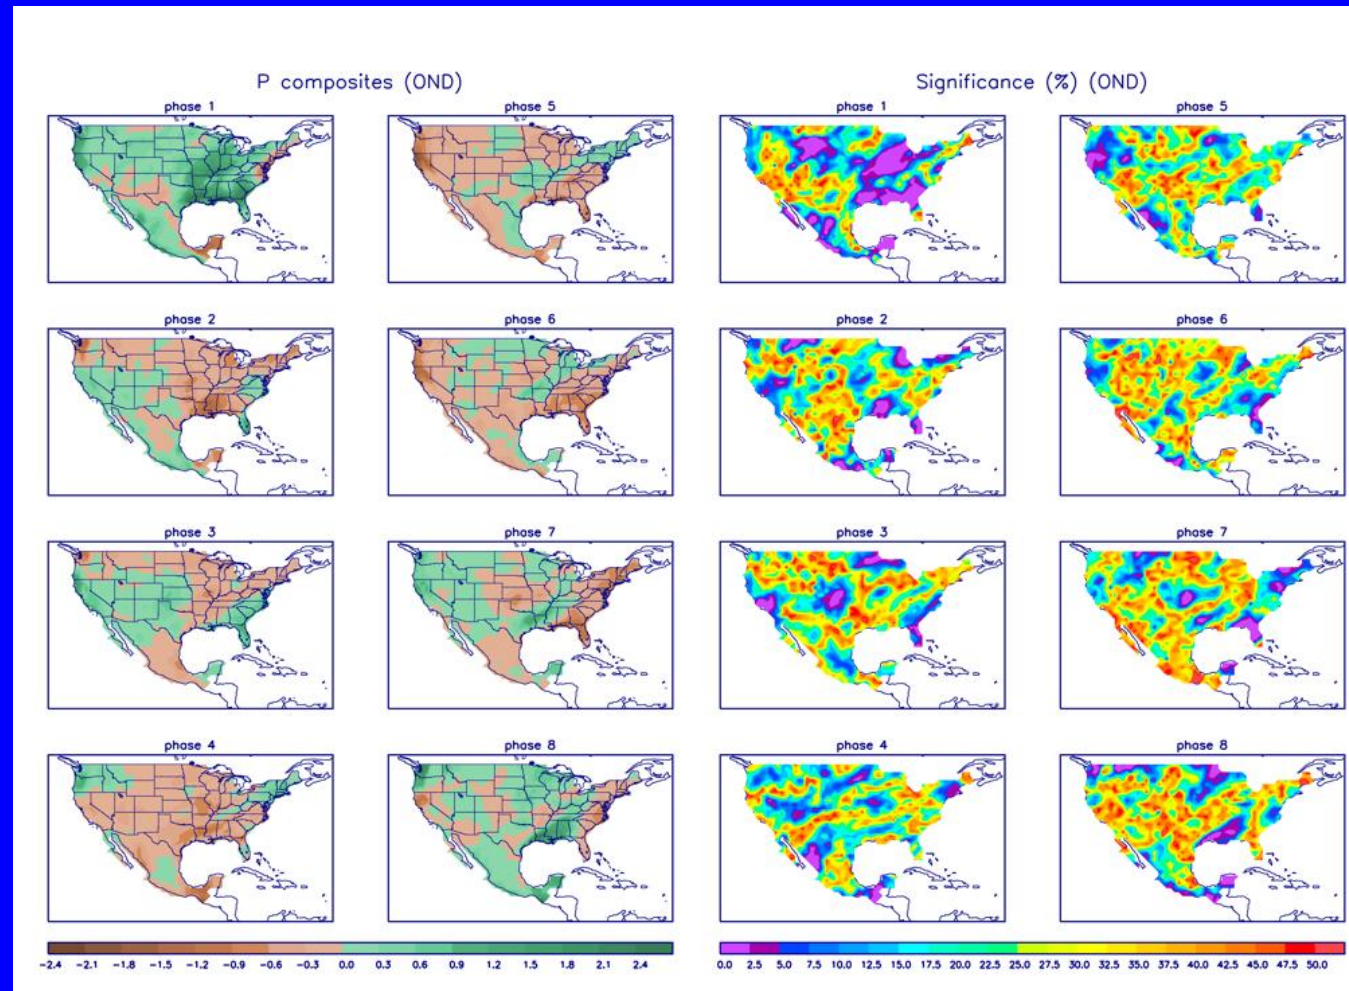 P composites (OND)
Significance (%) (OND)
phase 1
phase 5
phase 1
phase 5
phase 2
phase 6
phase 2
phase 6
phase 3
phase 7
phase 3
phase 7
phase 4
phase 8
phase 4
phase 8
−2.4 −2.1 −1.8 −1.5 −1.2 −0.9 −0.6 −0.3 0.0 0.3 0.6 0.9 1.2 1.5 1.8 2.1 2.4
0.0 2.5 5.0 7.5 10.0 12.5 15.0 17.5 20.0 22.5 25.0 27.5 30.0 32.5 35.0 37.5 40.0 42.5 45.0 47.5 50.0